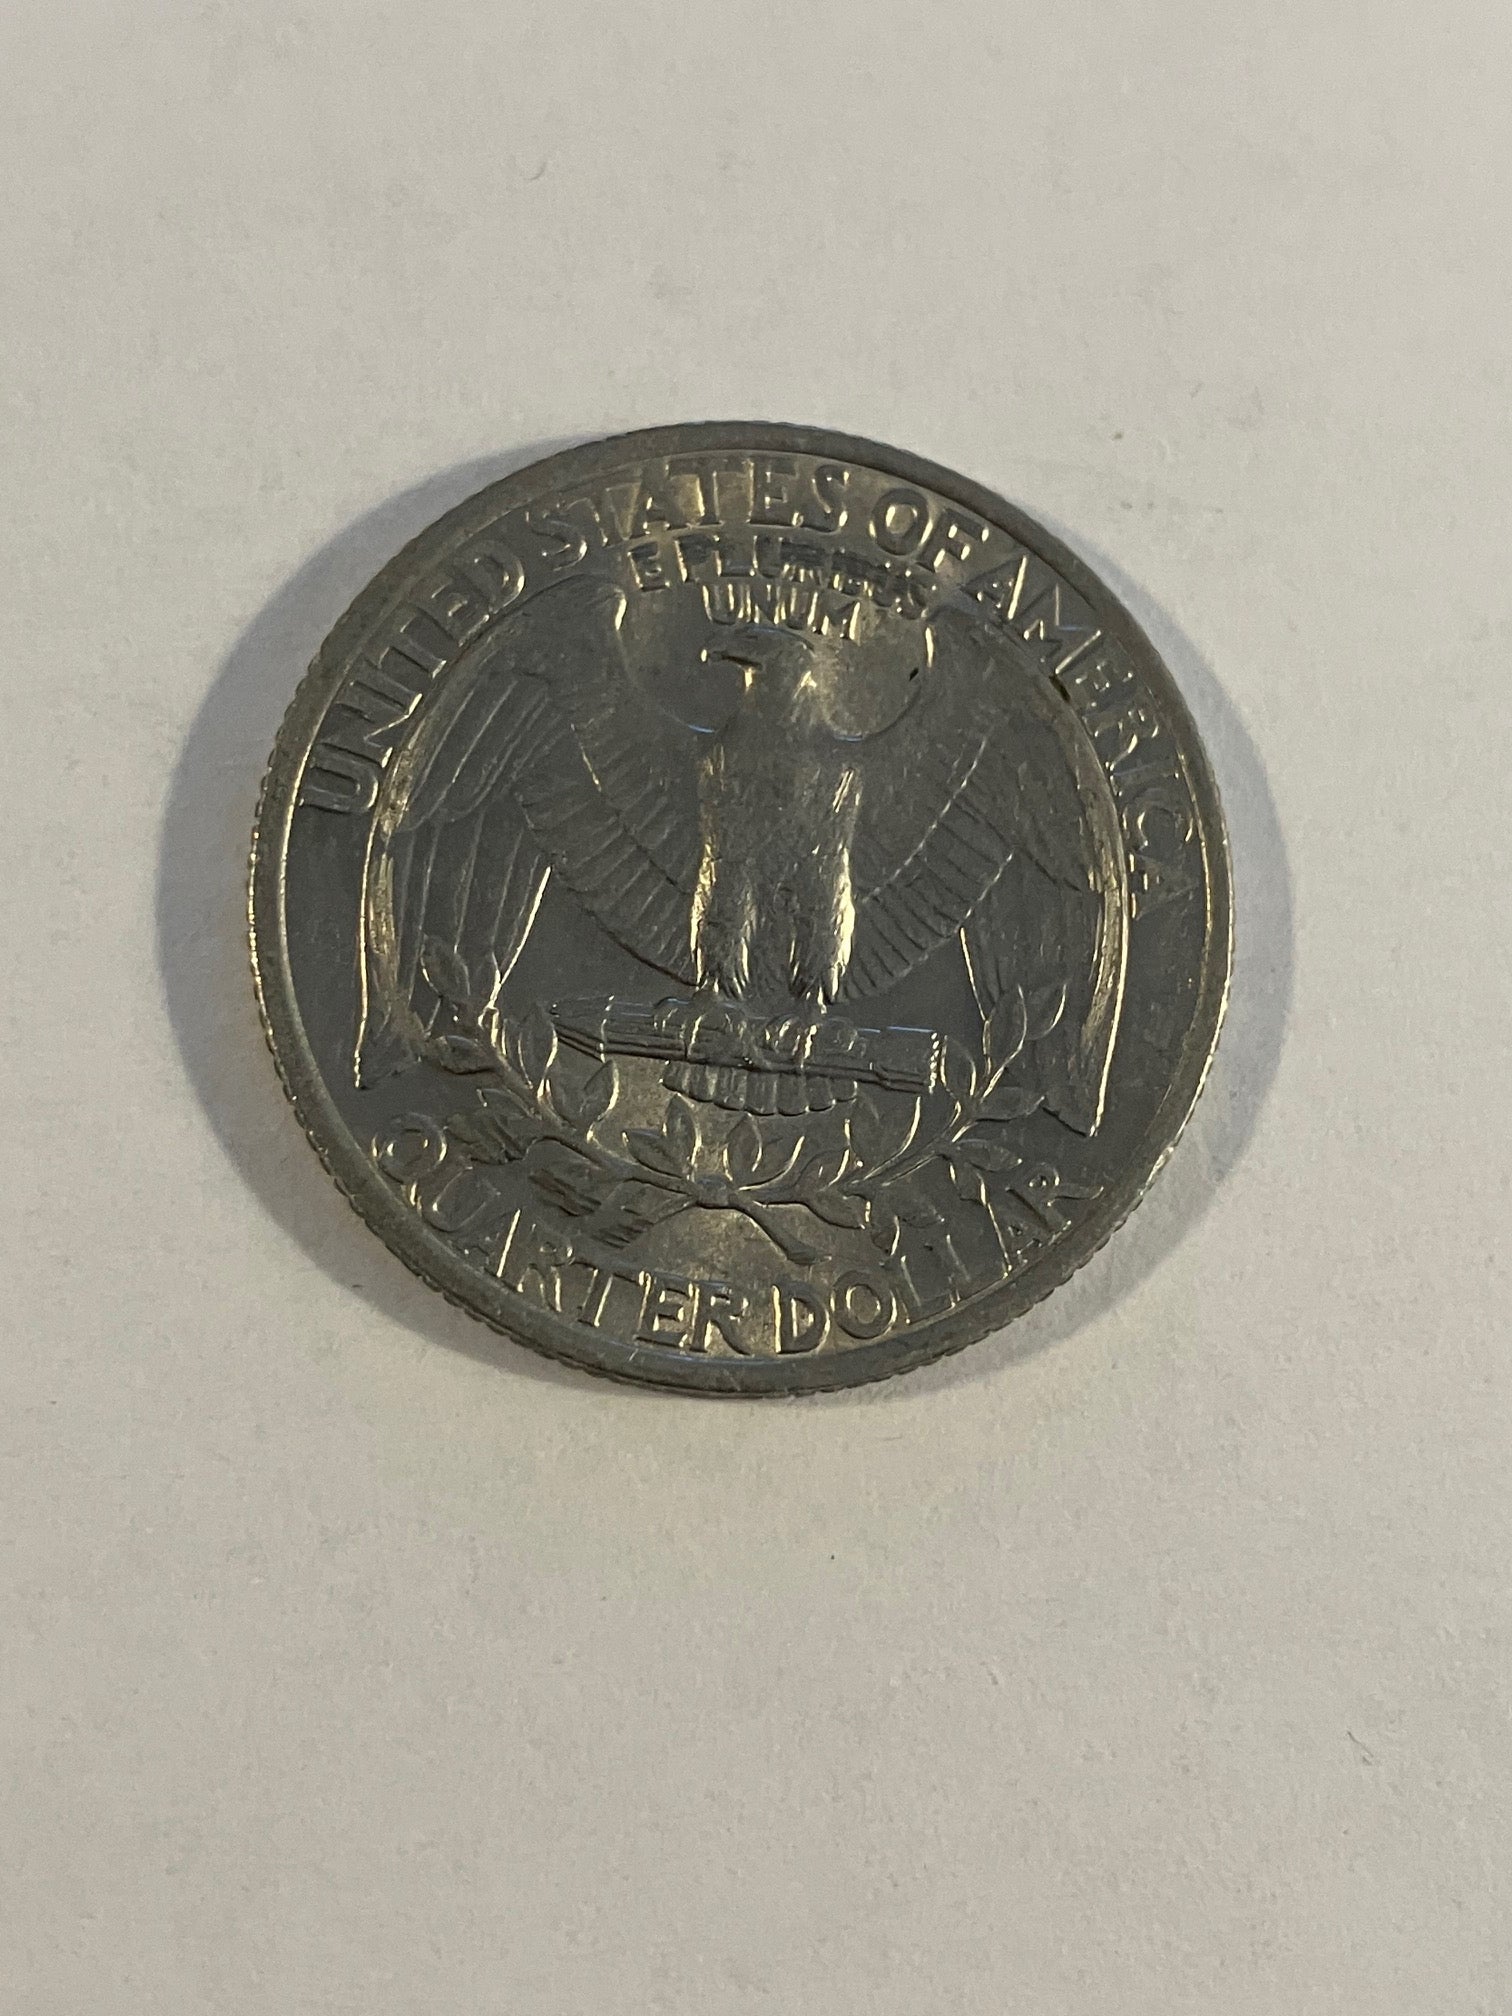 UNITED STATES OF AMERICA
E PLURIBUS
UNUM
QUARTER DOLLAR